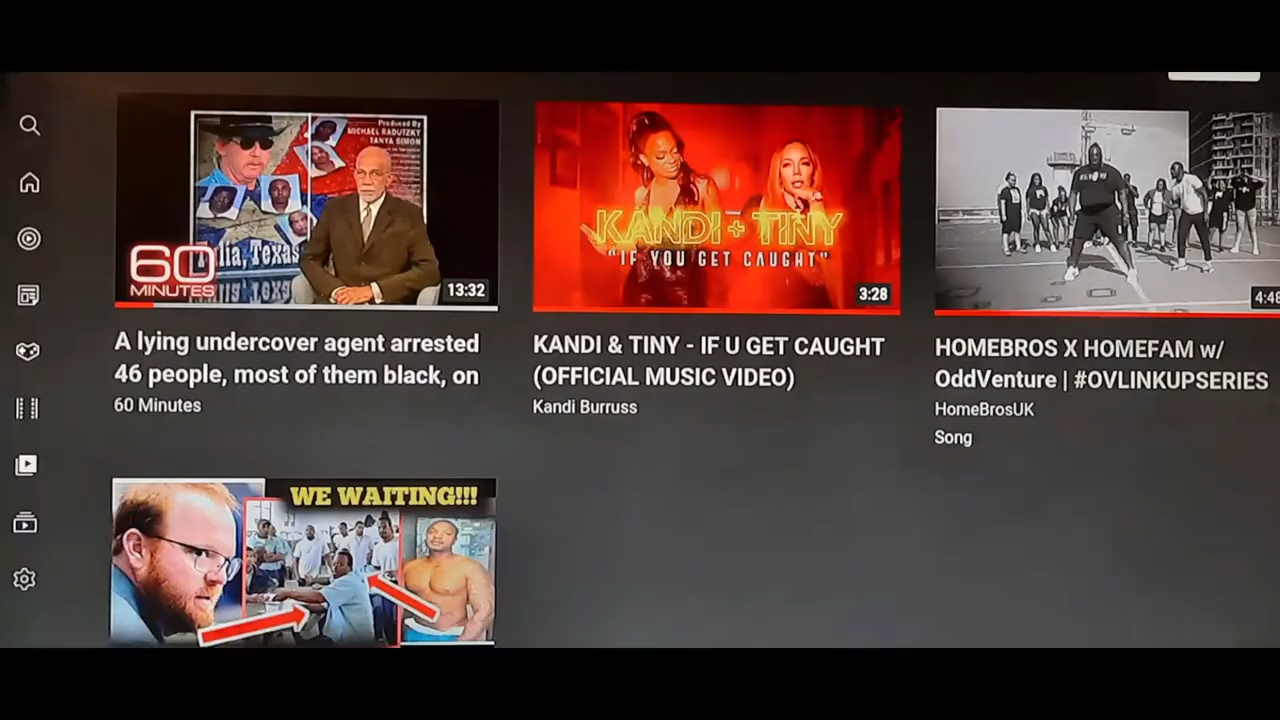 Produced By
MICHAEL RADUTZKY
TANYA SIMON
lia, Texas
60
MINUTES
13:32
KANDI + TINY
"IF YOU GET CAUGHT"
3:28
4:48
A lying undercover agent arrested
46 people, most of them black, on
60 Minutes
KANDI & TINY - IF U GET CAUGHT
(OFFICIAL MUSIC VIDEO)
Kandi Burruss
HOMEBROS X HOMEFAM w/
OddVenture | #OVLINKUPSERIES
HomeBrosUK
Song
WE WAITING!!!